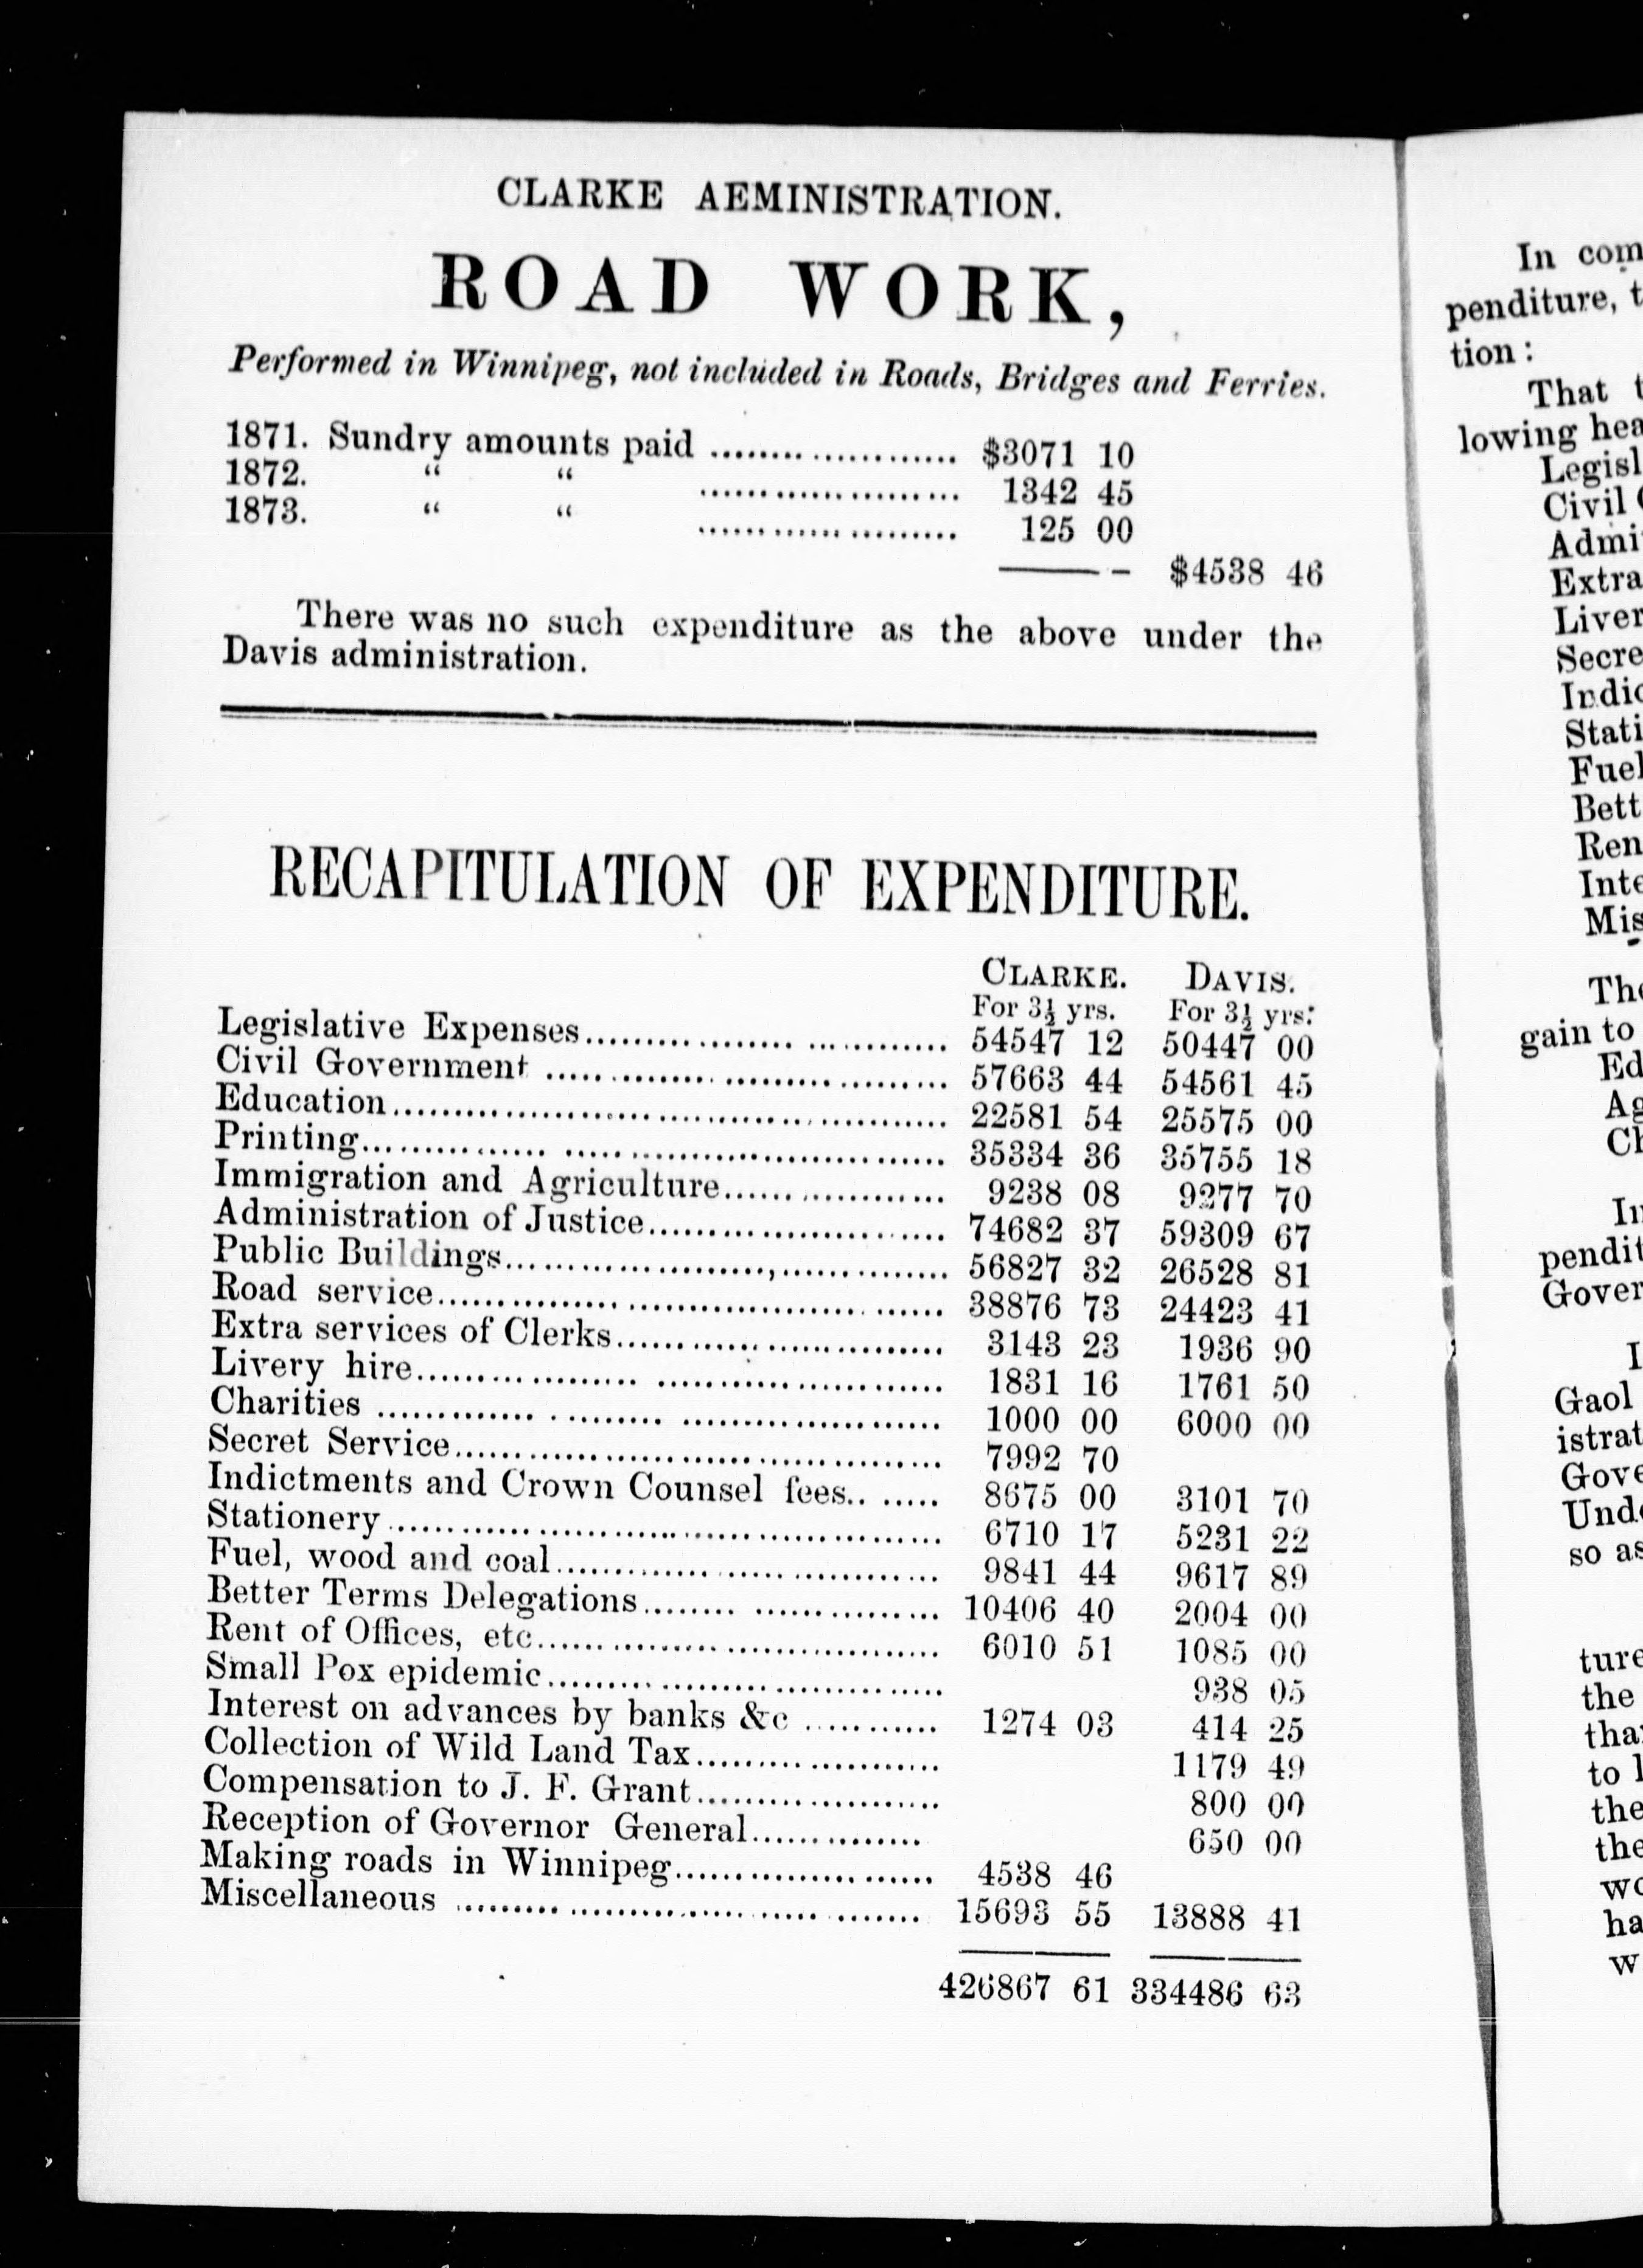 CLARKE AEMINISTRATION.
ROAD WORK,
Performed in Winnipeg, not included in Roads, Bridges and Ferries.
1871. Sundry amounts paid ........................ $3071 10
1872. “ “ ........................ 1342 45
1873. “ “ ........................ 125 00
$4538 46
There was no such expenditure as the above under the
Davis administration.
RECAPITULATION OF EXPENDITURE.
CLARKE. DAVIS.
For 3½ yrs. For 3½ yrs:
Legislative Expenses........................ 54547 12 50447 00
Civil Government ........................ 57663 44 54561 45
Education........................ 22581 54 25575 00
Printing........................ 35334 36 35755 18
Immigration and Agriculture........................ 9238 08 9277 70
Administration of Justice........................ 74682 37 59309 67
Public Buildings........................ 56827 32 26528 81
Road service........................ 38876 73 24423 41
Extra services of Clerks........................ 3143 23 1936 90
Livery hire........................ 1831 16 1761 50
Charities ........................ 1000 00 6000 00
Secret Service........................ 7992 70
Indictments and Crown Counsel fees.. ...... 8675 00 3101 70
Stationery ........................ 6710 17 5231 22
Fuel, wood and coal........................ 9841 44 9617 89
Better Terms Delegations........................ 10406 40 2004 00
Rent of Offices, etc........................ 6010 51 1085 00
Small Pox epidemic........................ 938 05
Interest on advances by banks &c ........... 1274 03 414 25
Collection of Wild Land Tax..................... 1179 49
Compensation to J. F. Grant..................... 800 00
Reception of Governor General............... 650 00
Making roads in Winnipeg...................... 4538 46
Miscellaneous ........................ 15693 55 13888 41
426867 61 334486 63
In com
penditure, t
tion :
That t
lowing hea
Legisl
Civil
Admi
Extra
Liver
Secre
Indic
Stati
Fuel
Bett
Ren
Inte
Mis
The
gain to
Ed
Ag
Ch
In
pendit
Gover
I
Gaol
istrat
Gove
Unde
so as
ture
the
tha
to l
the
the
wo
ha
w